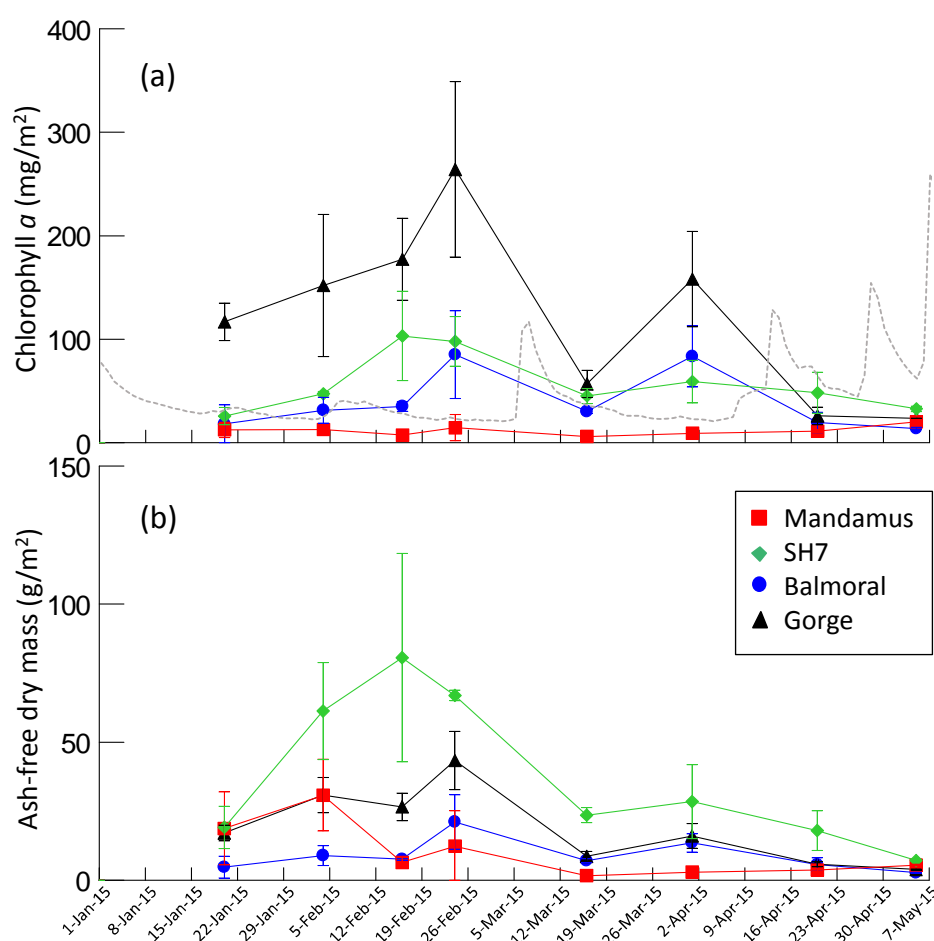 400
(a)
300
200
100
0
Chlorophyll a (mg/m²)
150
(b)
100
50
0
Ash-free dry mass (g/m²)
Mandamus
SH7
Balmoral
Gorge
1-Jan-15
8-Jan-15
15-Jan-15
22-Jan-15
29-Jan-15
5-Feb-15
12-Feb-15
19-Feb-15
26-Feb-15
5-Mar-15
12-Mar-15
19-Mar-15
26-Mar-15
2-Apr-15
9-Apr-15
16-Apr-15
23-Apr-15
30-Apr-15
7-May-15